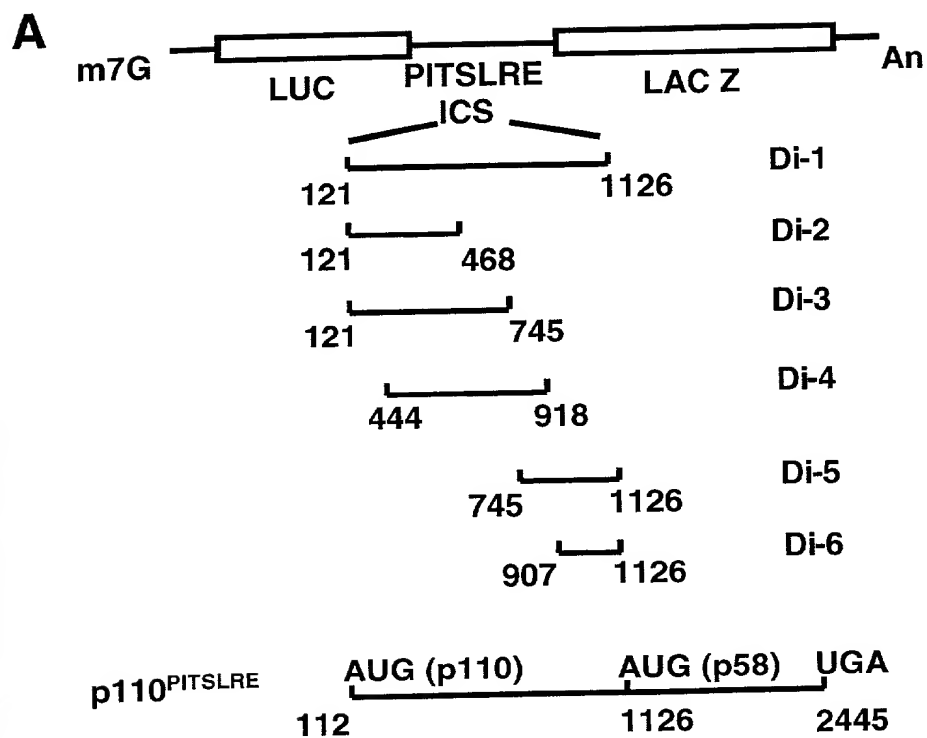 A
m7G LUC PITSLRE LAC Z An
ICS
121 1126 Di-1
121 468 Di-2
121 745 Di-3
444 918 Di-4
745 1126 Di-5
907 1126 Di-6
p110PITSLRE AUG (p110) AUG (p58) UGA
112 1126 2445